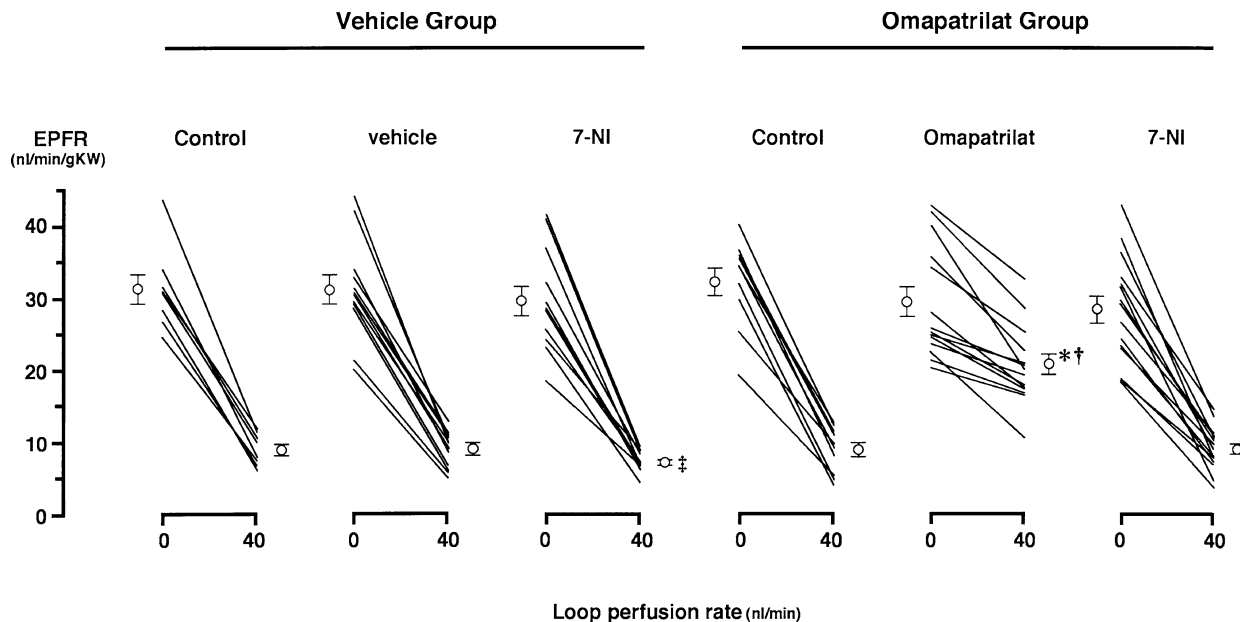 Vehicle Group Omapatrilat Group
EPFR Control vehicle 7-NI Control Omapatrilat 7-NI
(nl/min/gKW)
40
30
20 *†
10 ‡
0
0 40 0 40 0 40 0 40 0 40 0 40
Loop perfusion rate (nl/min)